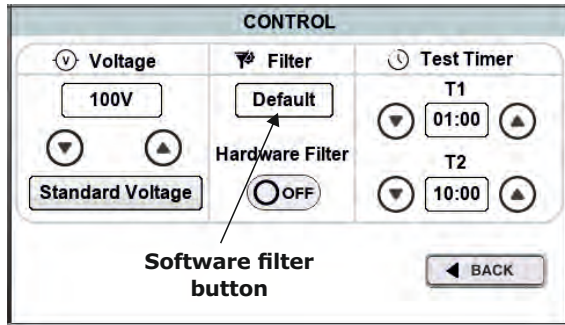 CONTROL
V Voltage
100V
Standard Voltage
Filter
Default
Hardware Filter
OFF
Test Timer
T1
01:00
T2
10:00
Software filter
button
BACK